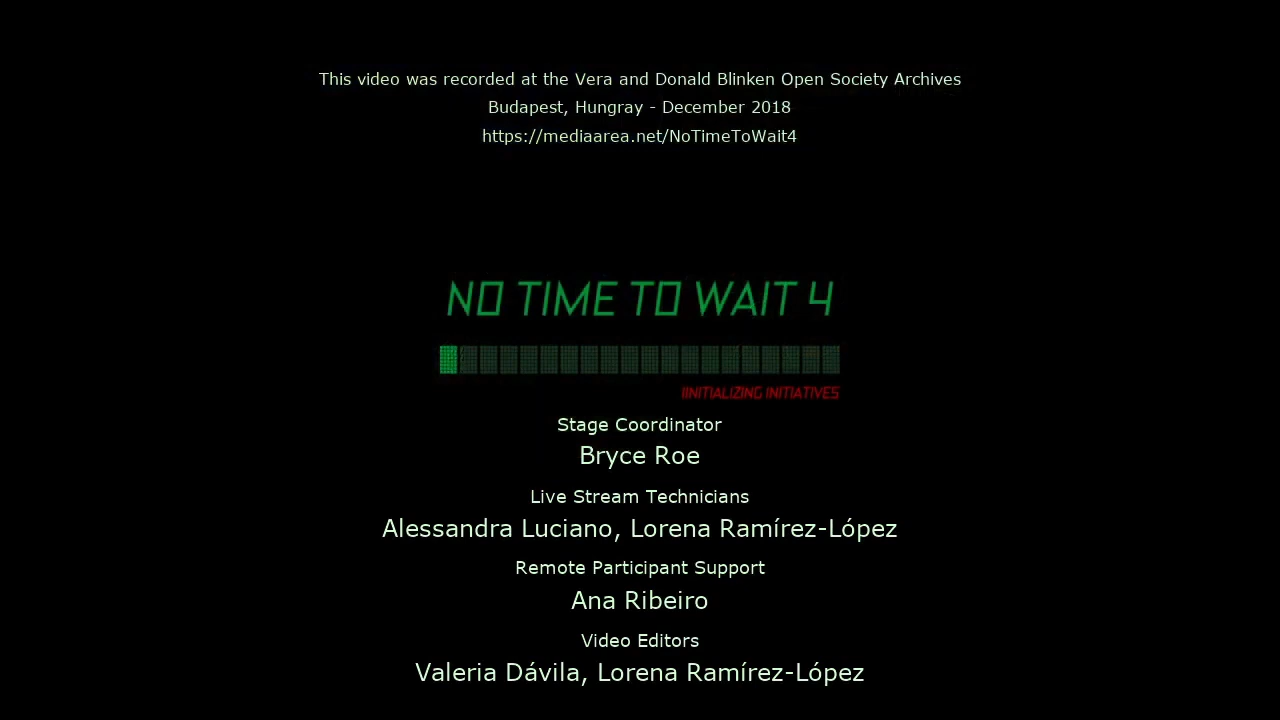 This video was recorded at the Vera and Donald Blinken Open Society Archives
Budapest, Hungray - December 2018
https://mediaarea.net/NoTimeToWait4
NO TIME TO WAIT 4
IINITIALIZING INITIATIVES
Stage Coordinator
Bryce Roe
Live Stream Technicians
Alessandra Luciano, Lorena Ramírez-López
Remote Participant Support
Ana Ribeiro
Video Editors
Valeria Dávila, Lorena Ramírez-López